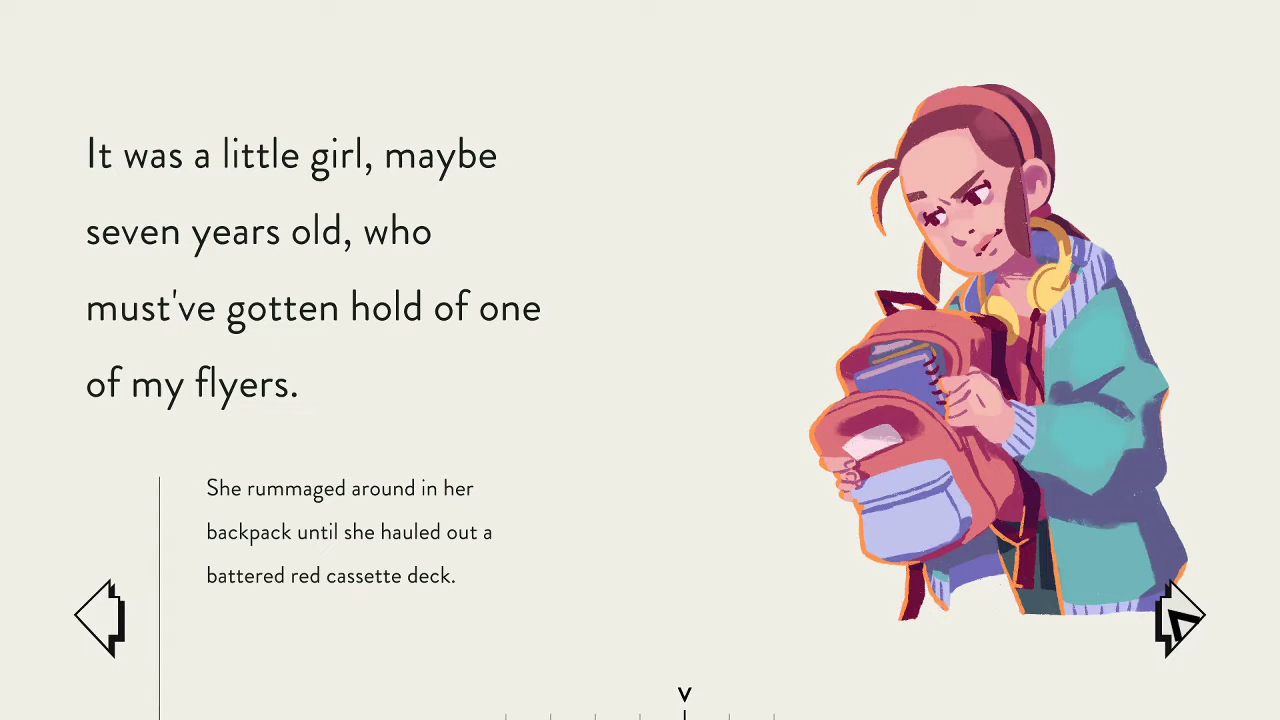 It was a little girl, maybe
seven years old, who
must've gotten hold of one
of my flyers.
She rummaged around in her
backpack until she hauled out a
battered red cassette deck.